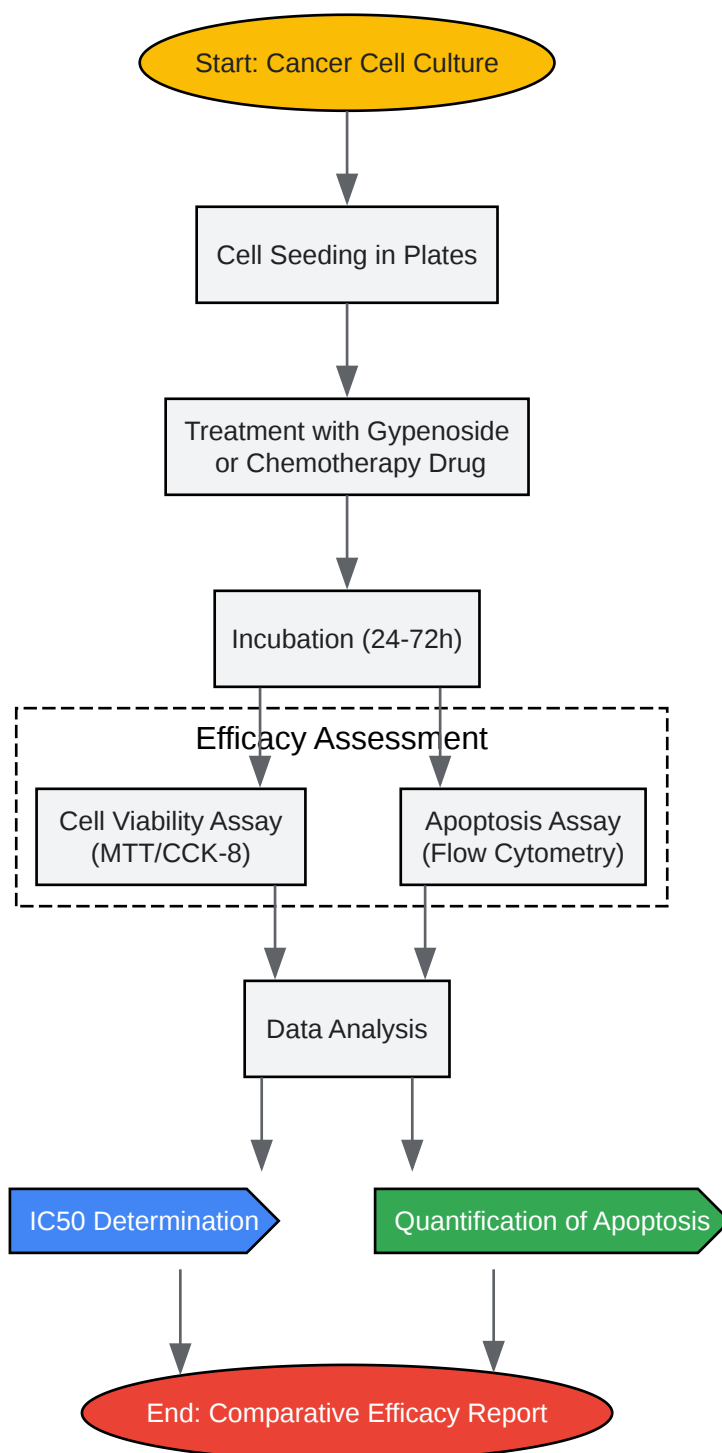 Start: Cancer Cell Culture
Cell Seeding in Plates
Treatment with Gypenoside
or Chemotherapy Drug
Incubation (24-72h)
Efficacy Assessment
Cell Viability Assay
(MTT/CCK-8)
Apoptosis Assay
(Flow Cytometry)
Data Analysis
IC50 Determination
Quantification of Apoptosis
End: Comparative Efficacy Report